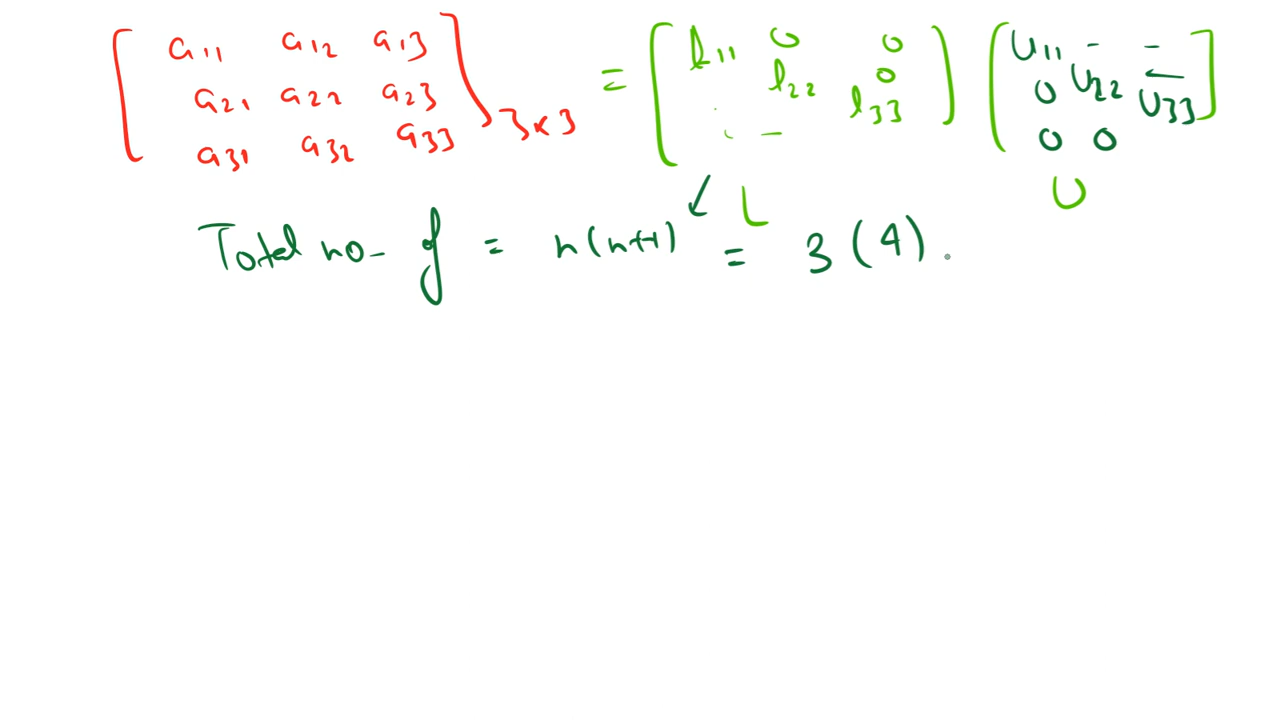 [ a11 a12 a13 ] = [ l11 0 0 ] [ U11 - - ]
[ a21 a22 a23 ] [ l22 0 ] [ 0 U22 - ]
[ a31 a32 a33 ] 3×3 [ . - l33 ] [ 0 0 U33 ]
↙ L U
Total no- of = n(n+1) = 3(4).